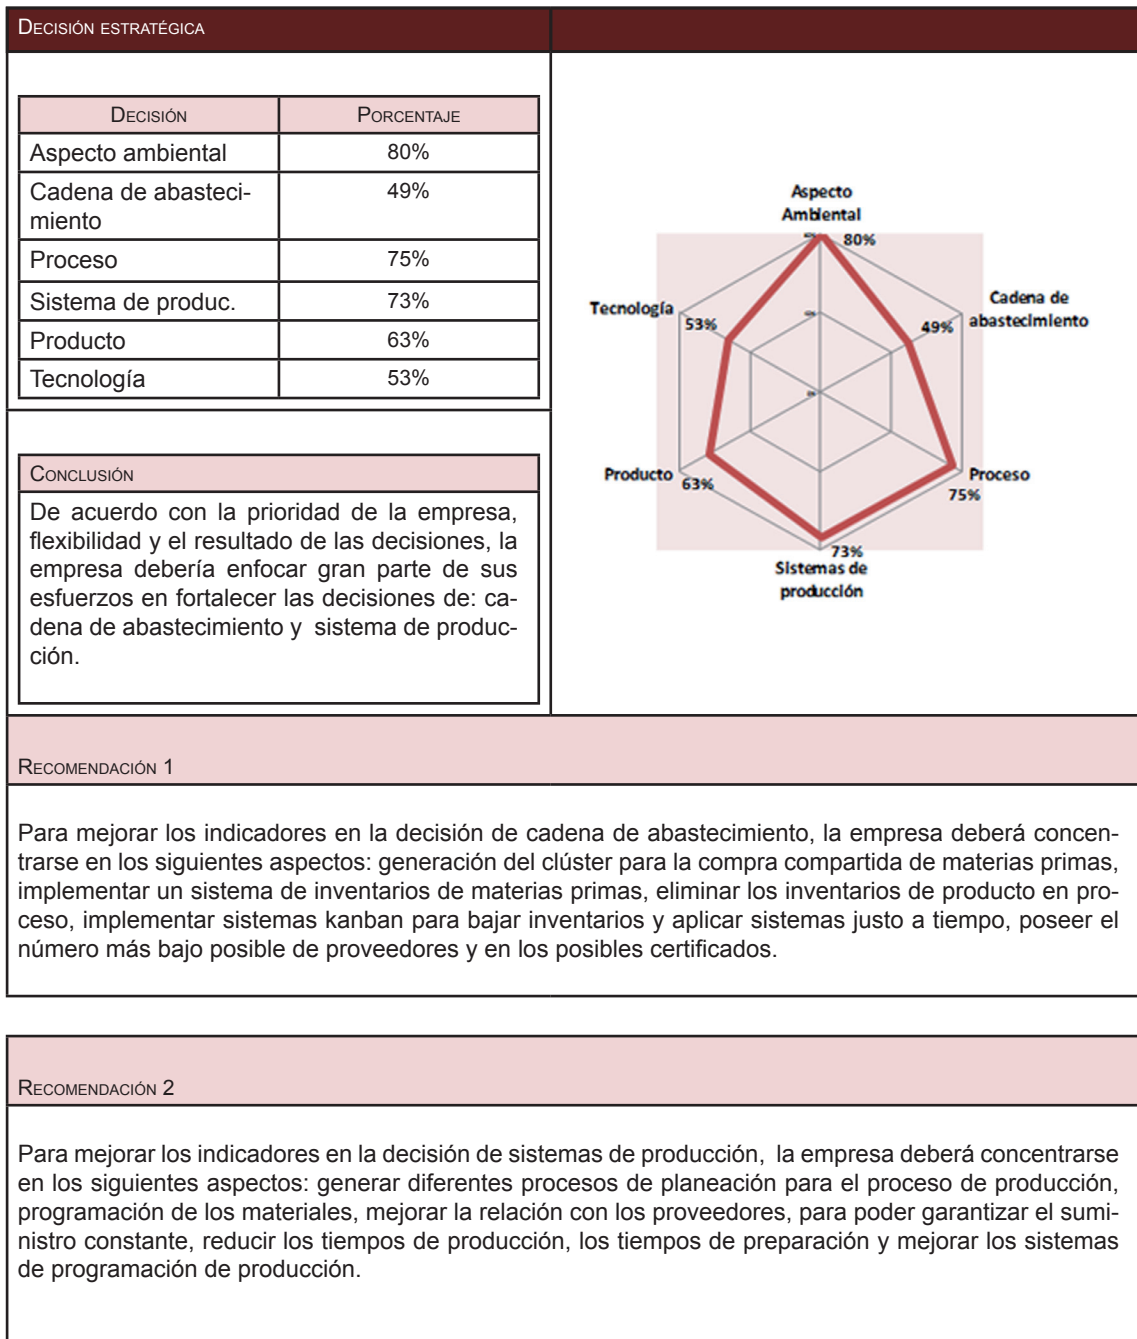 Decisión estratégica
Decisión Porcentaje
Aspecto ambiental 80%
Cadena de abasteci- 49%
miento
Proceso 75%
Sistema de produc. 73%
Producto 63%
Tecnología 53%
Conclusión
De acuerdo con la prioridad de la empresa,
flexibilidad y el resultado de las decisiones, la
empresa debería enfocar gran parte de sus
esfuerzos en fortalecer las decisiones de: ca-
dena de abastecimiento y sistema de produc-
ción.
Aspecto
Ambiental
80%
Cadena de
abastecimiento
49%
Proceso
75%
73%
Sistemas de
producción
Producto
63%
Tecnología
53%
Recomendación 1
Para mejorar los indicadores en la decisión de cadena de abastecimiento, la empresa deberá concen-
trarse en los siguientes aspectos: generación del clúster para la compra compartida de materias primas,
implementar un sistema de inventarios de materias primas, eliminar los inventarios de producto en pro-
ceso, implementar sistemas kanban para bajar inventarios y aplicar sistemas justo a tiempo, poseer el
número más bajo posible de proveedores y en los posibles certificados.
Recomendación 2
Para mejorar los indicadores en la decisión de sistemas de producción, la empresa deberá concentrarse
en los siguientes aspectos: generar diferentes procesos de planeación para el proceso de producción,
programación de los materiales, mejorar la relación con los proveedores, para poder garantizar el sumi-
nistro constante, reducir los tiempos de producción, los tiempos de preparación y mejorar los sistemas
de programación de producción.